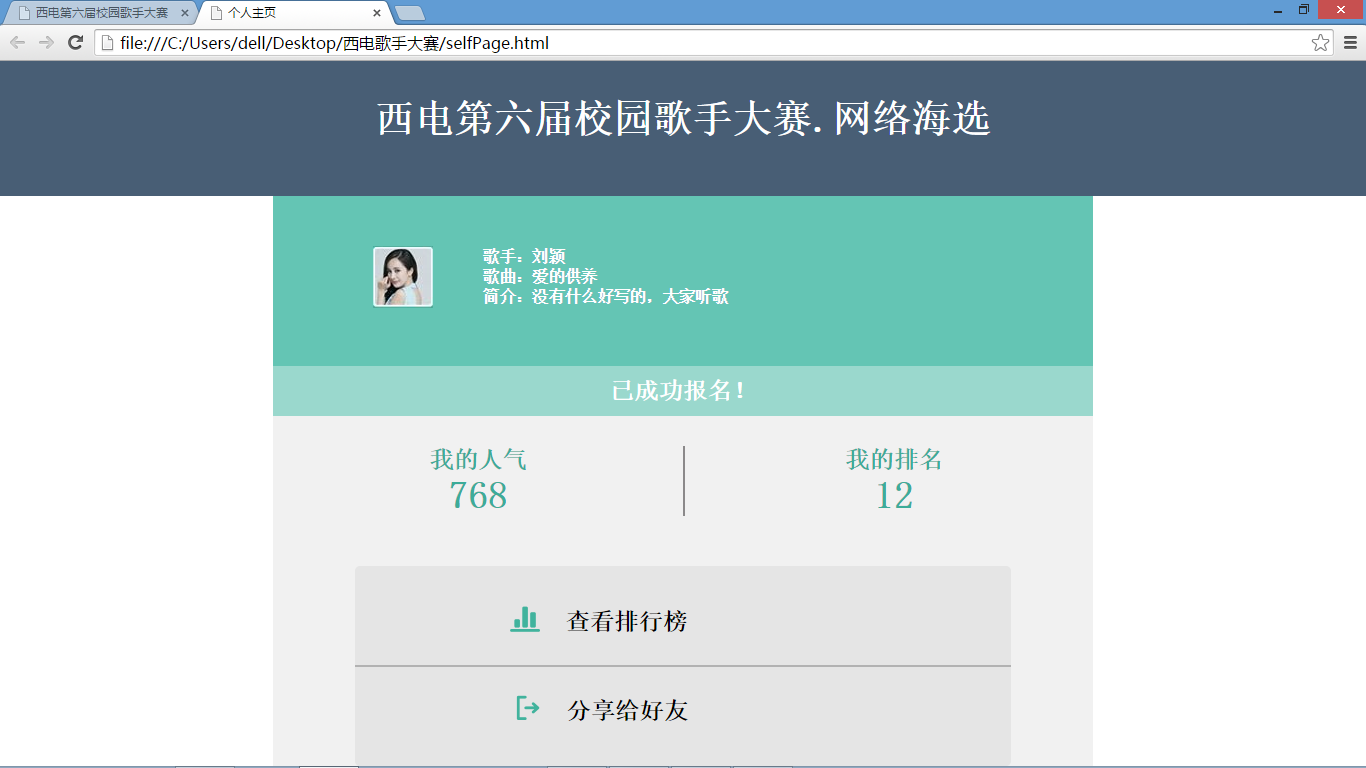 西电第六届校园歌手大赛
个人主页
file:///C:/Users/dell/Desktop/西电歌手大赛/selfPage.html
西电第六届校园歌手大赛.网络海选
歌手：刘颖
歌曲：爱的供养
简介：没有什么好写的，大家听歌
已成功报名！
我的人气
768
我的排名
12
查看排行榜
分享给好友